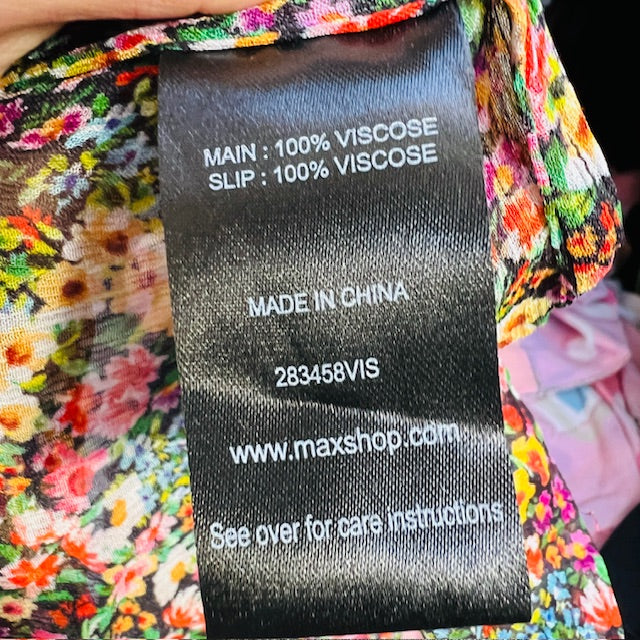 MAIN : 100% VISCOSE
SLIP : 100% VISCOSE
MADE IN CHINA
283458VIS
www.maxshop.com
See over for care instructions